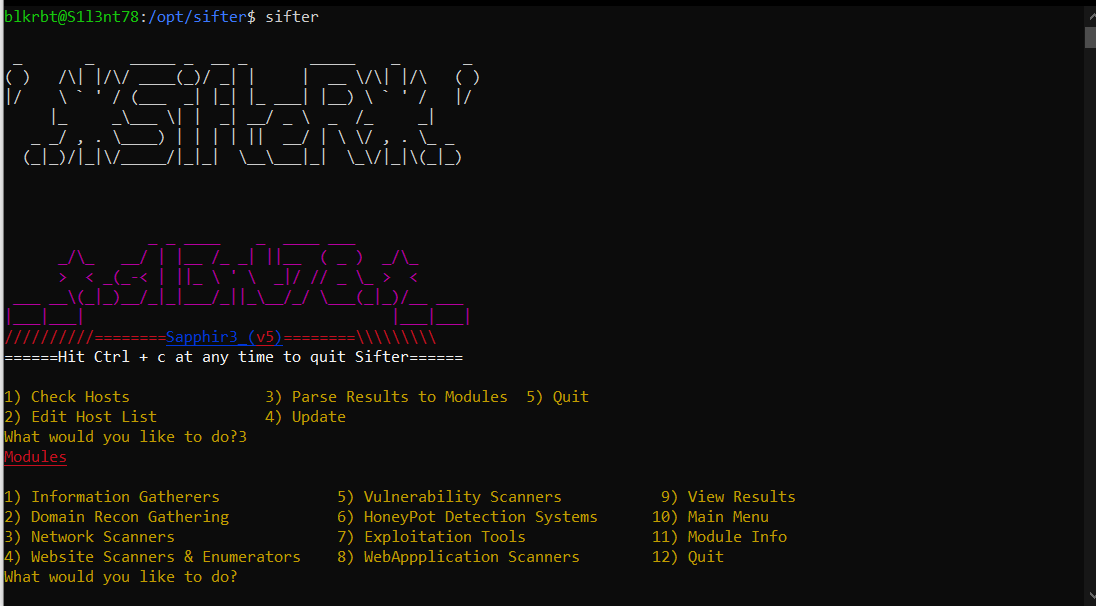 blkrbt@S1l3nt78:/opt/sifter$ sifter
Sapphir3_(v5)
======Hit Ctrl + c at any time to quit Sifter======
1) Check Hosts 3) Parse Results to Modules 5) Quit
2) Edit Host List 4) Update
What would you like to do?3
Modules
1) Information Gatherers 5) Vulnerability Scanners 9) View Results
2) Domain Recon Gathering 6) HoneyPot Detection Systems 10) Main Menu
3) Network Scanners 7) Exploitation Tools 11) Module Info
4) Website Scanners & Enumerators 8) WebAppplication Scanners 12) Quit
What would you like to do?